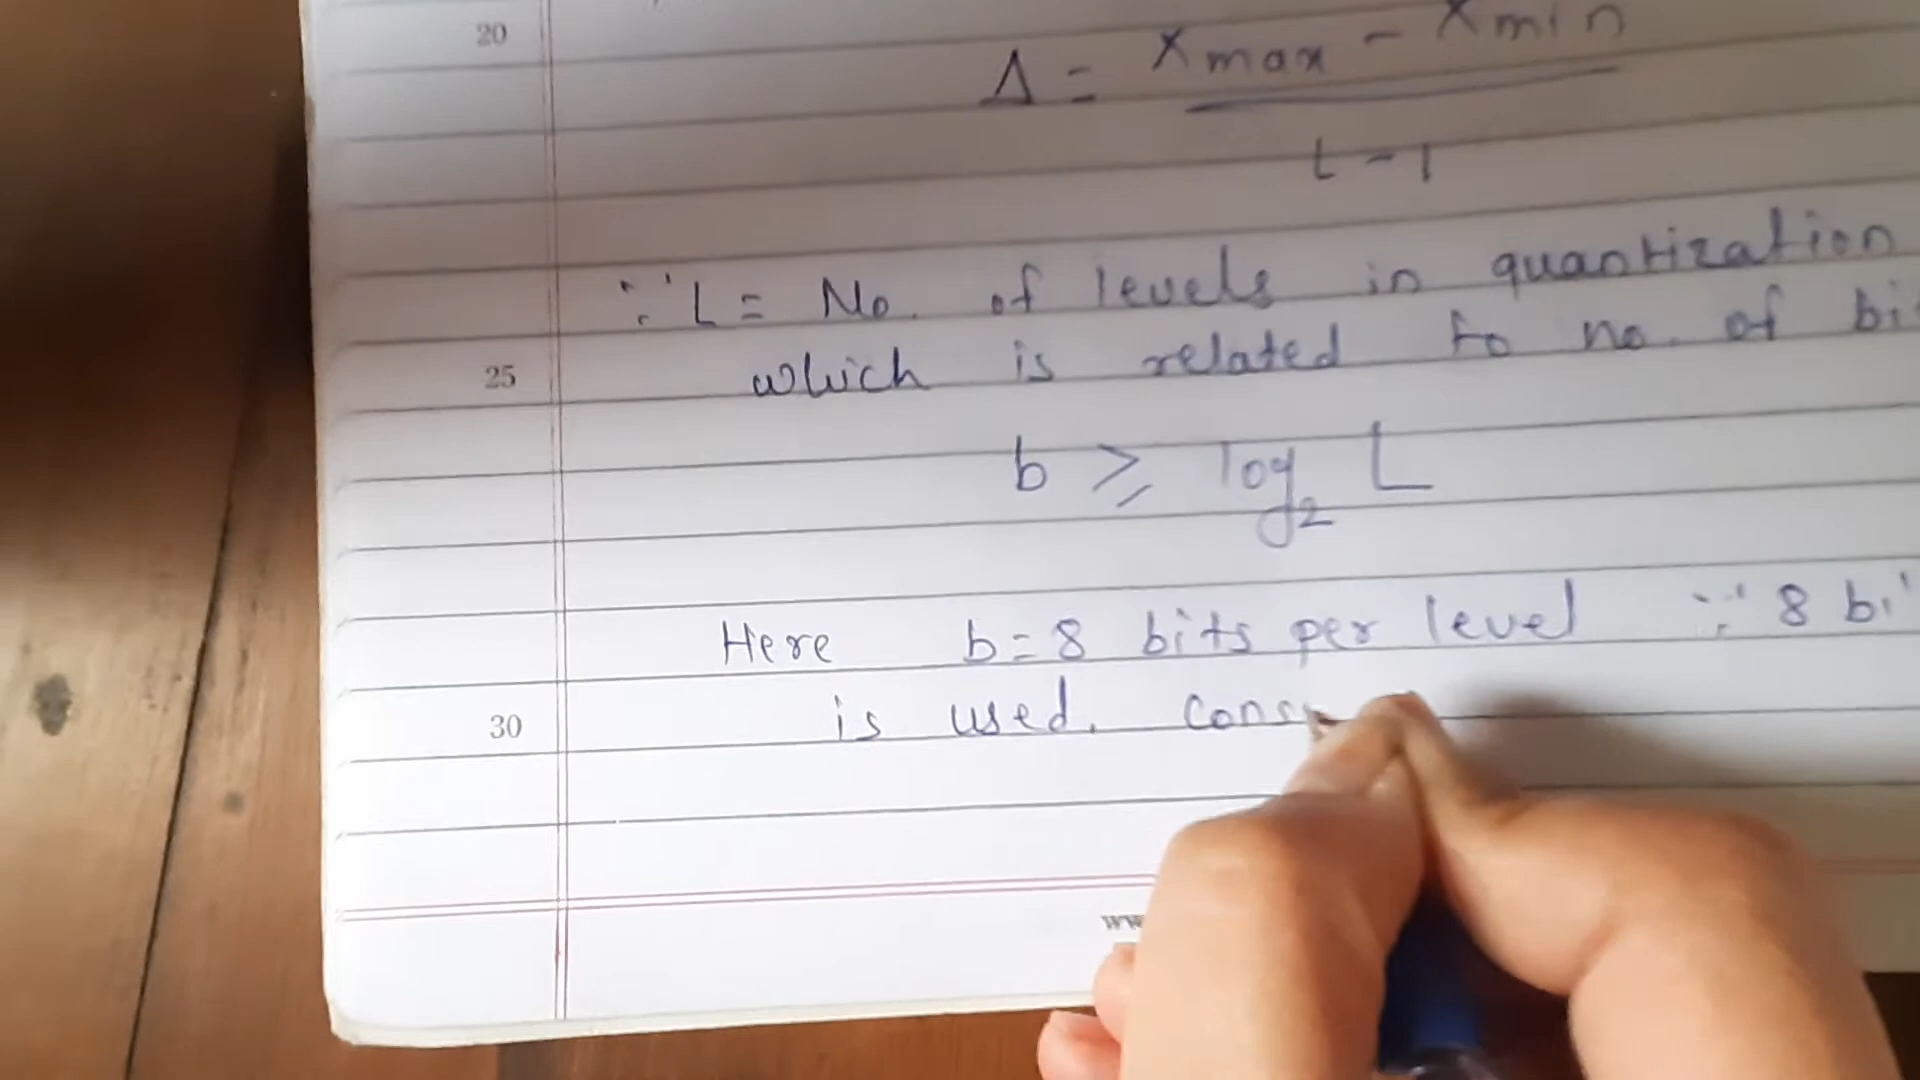 20
Δ = xmax - xmin
L-1
∵ L = No. of levels in quantization
25
which is related to no. of bi
b ≥ log2 L
Here b=8 bits per level ∵ 8 bi
30
is used. Cons